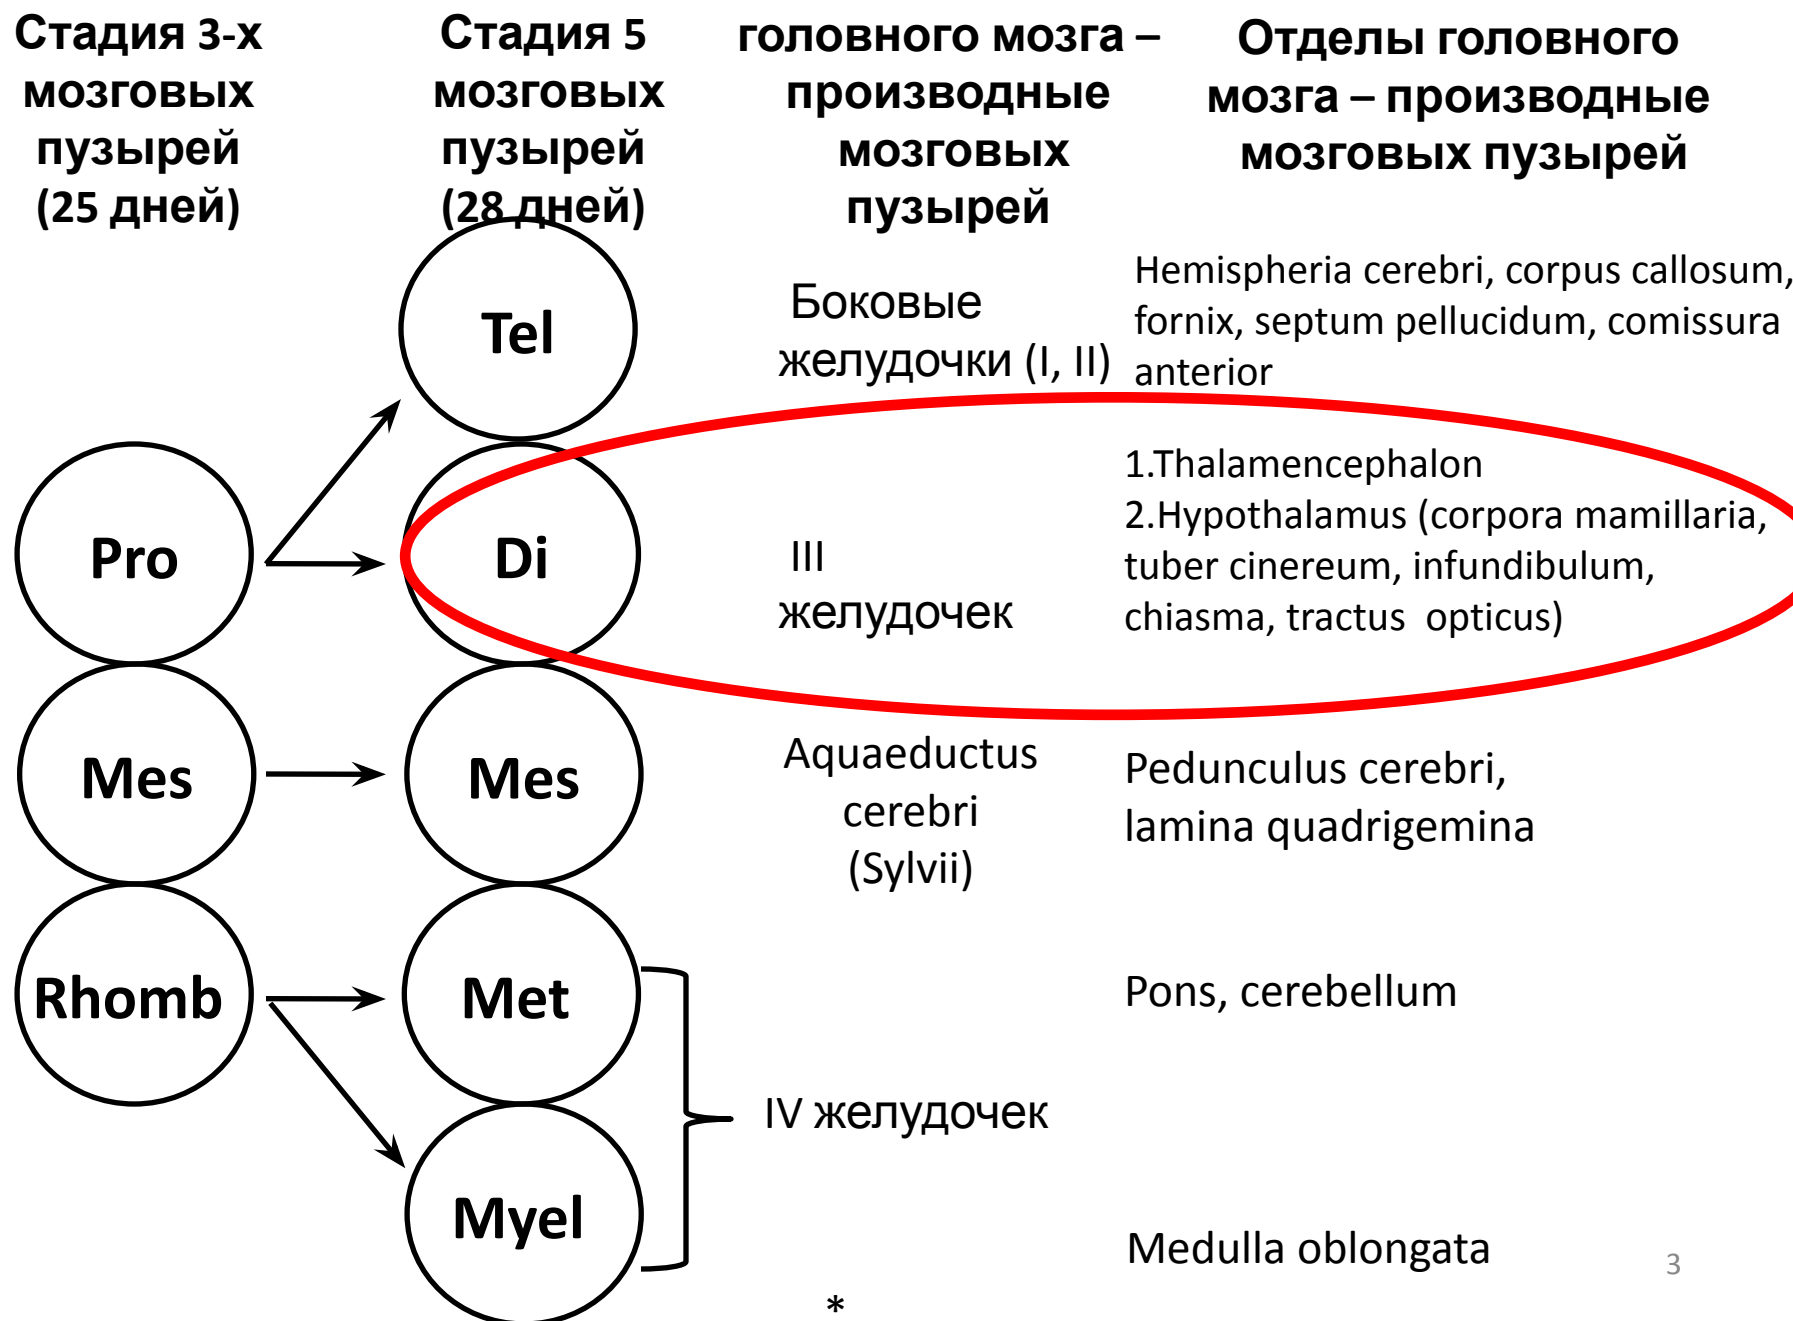 Стадия 3-х
мозговых
пузырей
(25 дней)
Стадия 5
мозговых
пузырей
(28 дней)
головного мозга –
производные
мозговых
пузырей
Отделы головного
мозга – производные
мозговых пузырей
Tel
Боковые
желудочки (I, II)
Hemispheria cerebri, corpus callosum,
fornix, septum pellucidum, comissura
anterior
Pro
Di
III
желудочек
1.Thalamencephalon
2.Hypothalamus (corpora mamillaria,
tuber cinereum, infundibulum,
chiasma, tractus opticus)
Mes
Mes
Aquaeductus
cerebri
(Sylvii)
Pedunculus cerebri,
lamina quadrigemina
Rhomb
Met
Pons, cerebellum
IV желудочек
Myel
Medulla oblongata
3
*